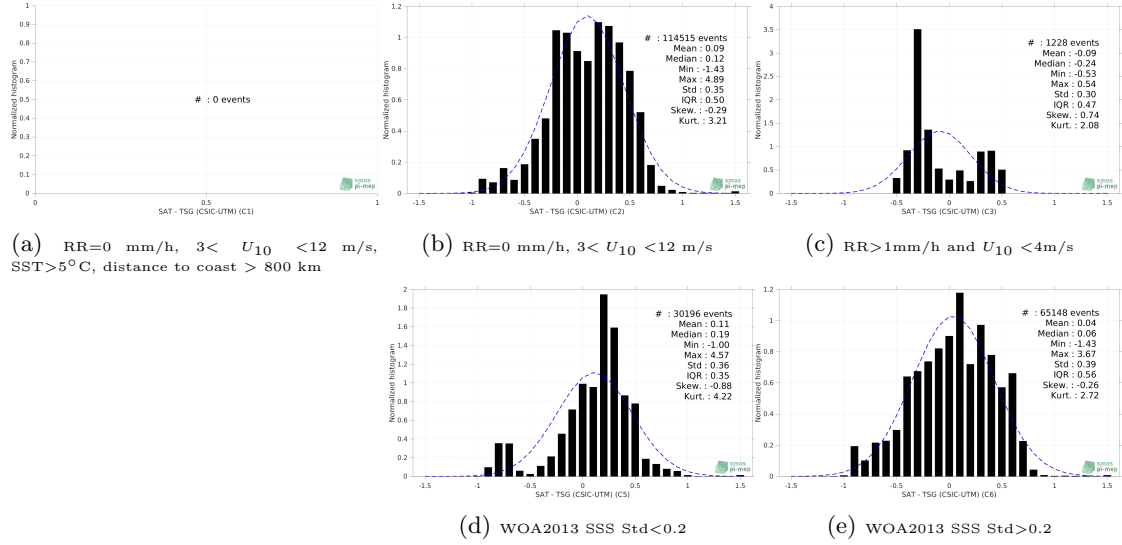 Normalized histogram
1
0.9
0.8
0.7
0.6
0.5
0.4
0.3
0.2
0.1
0
# : 0 events
0
0.5
1
SAT - TSG (CSIC-UTM) (C1)
smos
pi-mep
(a) RR=0 mm/h, 3< U10 <12 m/s,
SST>5°C, distance to coast > 800 km
Normalized histogram
1.2
1
0.8
0.6
0.4
0.2
0
# : 114515 events
Mean : 0.09
Median : 0.12
Min : -1.43
Max : 4.89
Std : 0.35
IQR : 0.50
Skew. : -0.29
Kurt. : 3.21
-1.5
-1
-0.5
0
0.5
1
1.5
SAT - TSG (CSIC-UTM) (C2)
smos
pi-mep
(b) RR=0 mm/h, 3< U10 <12 m/s
Normalized histogram
4
3.5
3
2.5
2
1.5
1
0.5
0
# : 1228 events
Mean : -0.09
Median : -0.24
Min : -0.53
Max : 0.54
Std : 0.30
IQR : 0.47
Skew. : 0.74
Kurt. : 2.08
-1.5
-1
-0.5
0
0.5
1
1.5
SAT - TSG (CSIC-UTM) (C3)
smos
pi-mep
(c) RR>1mm/h and U10 <4m/s
Normalized histogram
2
1.8
1.6
1.4
1.2
1
0.8
0.6
0.4
0.2
0
# : 30196 events
Mean : 0.11
Median : 0.19
Min : -1.00
Max : 4.57
Std : 0.36
IQR : 0.35
Skew. : -0.88
Kurt. : 4.22
-1.5
-1
-0.5
0
0.5
1
1.5
SAT - TSG (CSIC-UTM) (C5)
smos
pi-mep
(d) WOA2013 SSS Std<0.2
Normalized histogram
1.2
1
0.8
0.6
0.4
0.2
0
# : 65148 events
Mean : 0.04
Median : 0.06
Min : -1.43
Max : 3.67
Std : 0.39
IQR : 0.56
Skew. : -0.26
Kurt. : 2.72
-1.5
-1
-0.5
0
0.5
1
1.5
SAT - TSG (CSIC-UTM) (C6)
smos
pi-mep
(e) WOA2013 SSS Std>0.2